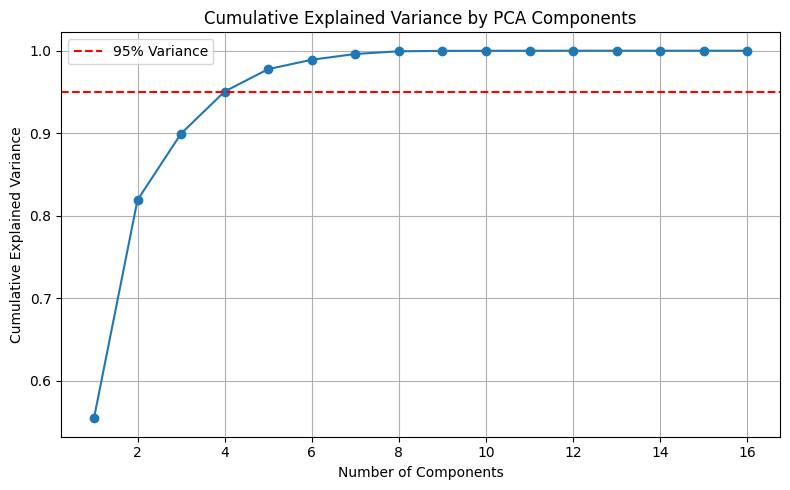 Cumulative Explained Variance by PCA Components
95% Variance
Cumulative Explained Variance
1.0
0.9
0.8
0.7
0.6
2 4 6 8 10 12 14 16
Number of Components